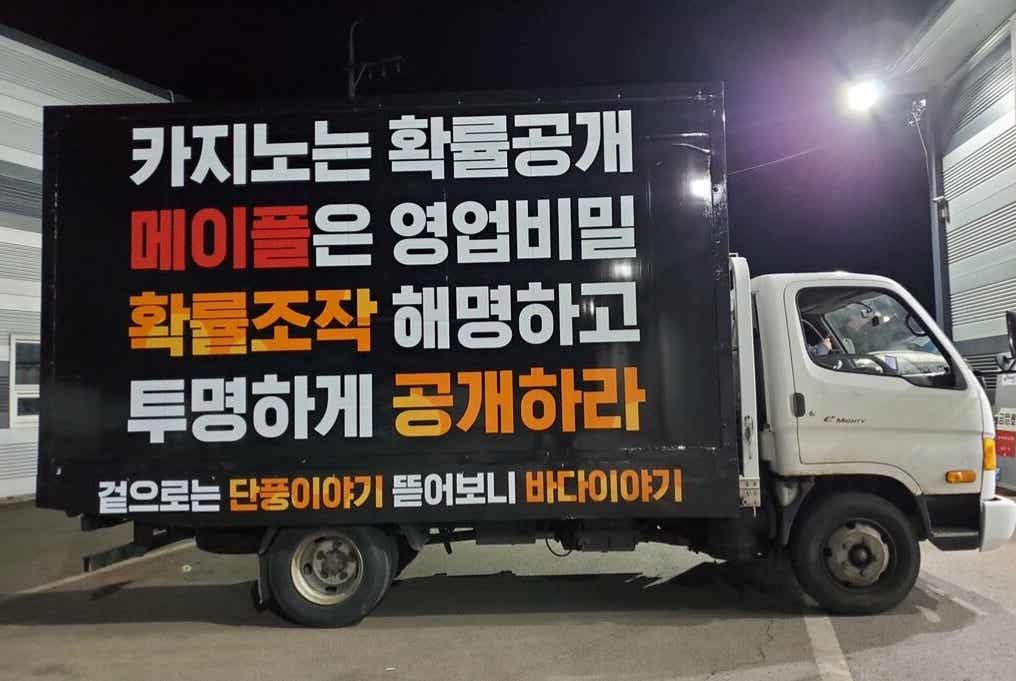 카지노는 확률공개
메이플은 영업비밀
확률조작 해명하고
투명하게 공개하라
겉으로는 단풍이야기 뜯어보니 바다이야기
e MIGHTY